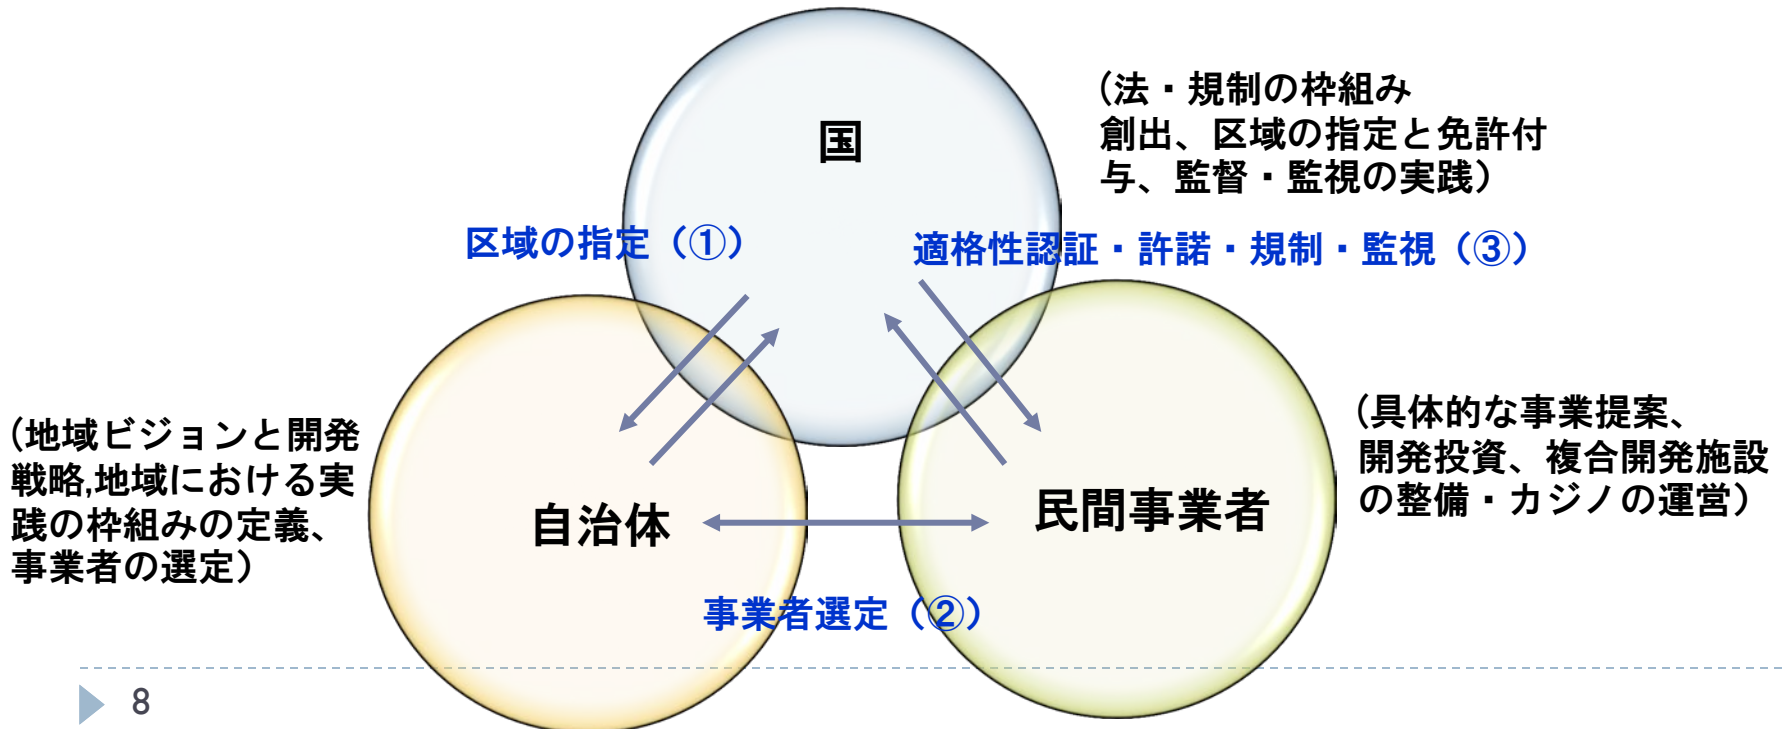 国
(法・規制の枠組み
創出、区域の指定と免許付
与、監督・監視の実践)
区域の指定(①)
適格性認証・許諾・規制・監視(③)
(地域ビジョンと開発
戦略,地域における実
践の枠組みの定義、
事業者の選定)
自治体
民間事業者
(具体的な事業提案、
開発投資、複合開発施設
の整備・カジノの運営)
事業者選定(②)
8